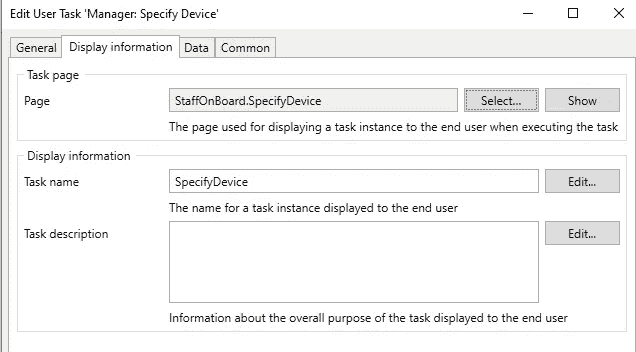 Edit User Task 'Manager: Specify Device'
General Display information Data Common
Task page
Page StaffOnBoard.SpecifyDevice Select... Show
The page used for displaying a task instance to the end user when executing the task
Display information
Task name SpecifyDevice Edit...
The name for a task instance displayed to the end user
Task description Edit...
Information about the overall purpose of the task displayed to the end user